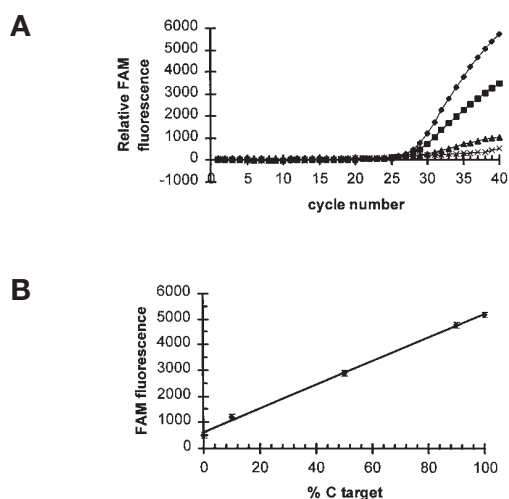 A
Relative FAM
fluorescence
6000
5000
4000
3000
2000
1000
0
-1000
0 5 10 15 20 25 30 35 40
cycle number
B
FAM fluorescence
6000
5000
4000
3000
2000
1000
0
0 20 40 60 80 100
% C target